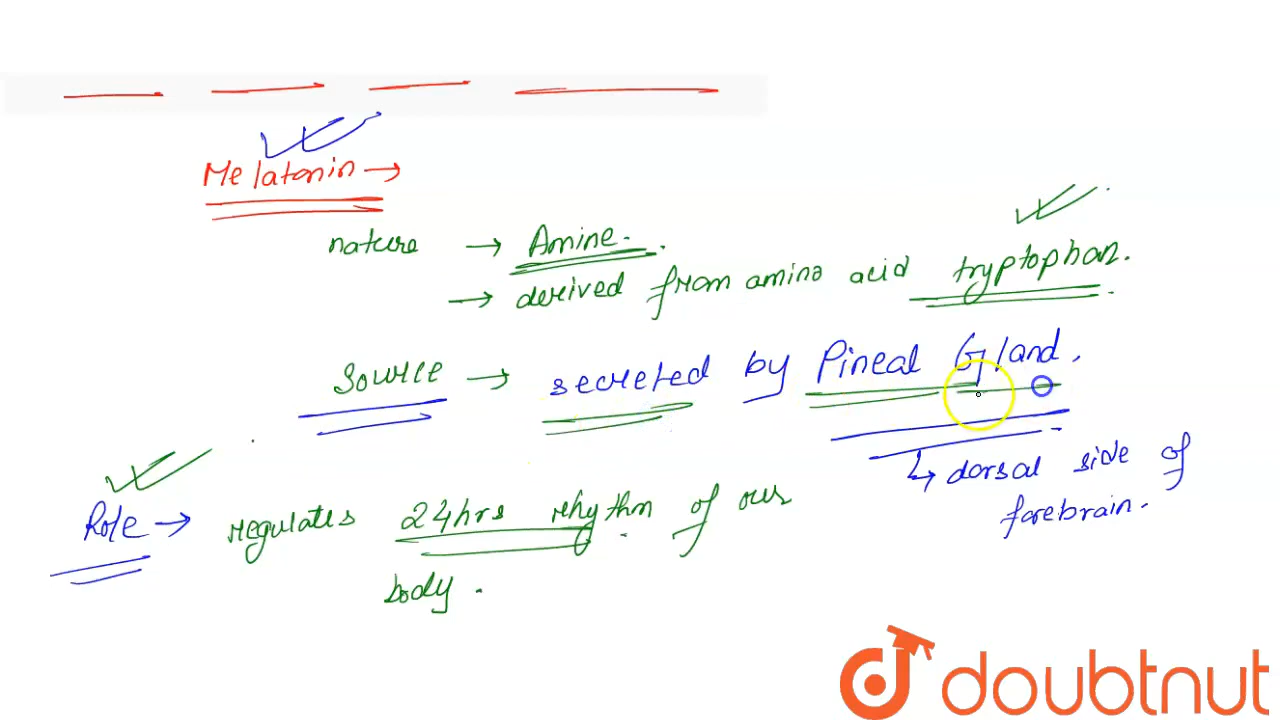 Melatonin →
nature → Amine.
→ derived from amino acid tryptophan.
Source → secreted by Pineal Gland.
↳ dorsal side of
forebrain.
Role → regulates 24hrs rhythm of our
body.
doubtnut